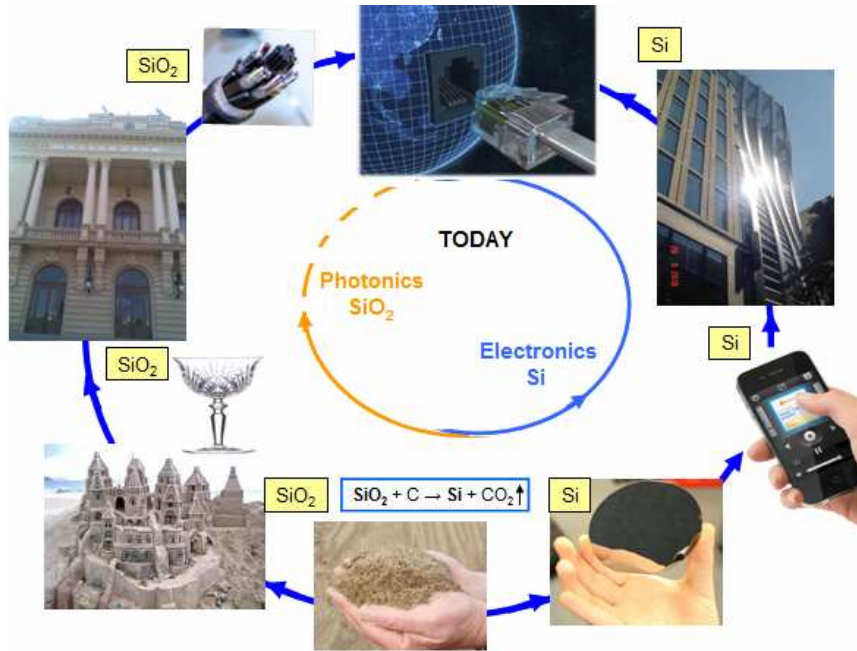 SiO₂
Si
TODAY
Photonics
SiO₂
Electronics
Si
Si
SiO₂
SiO₂
SiO₂ + C → Si + CO₂↑
Si